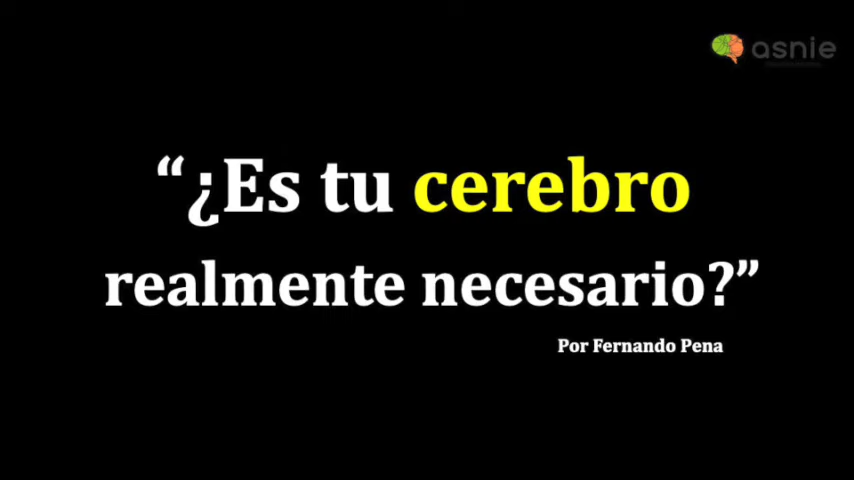 asnie
“¿Es tu cerebro
realmente necesario?”
Por Fernando Pena